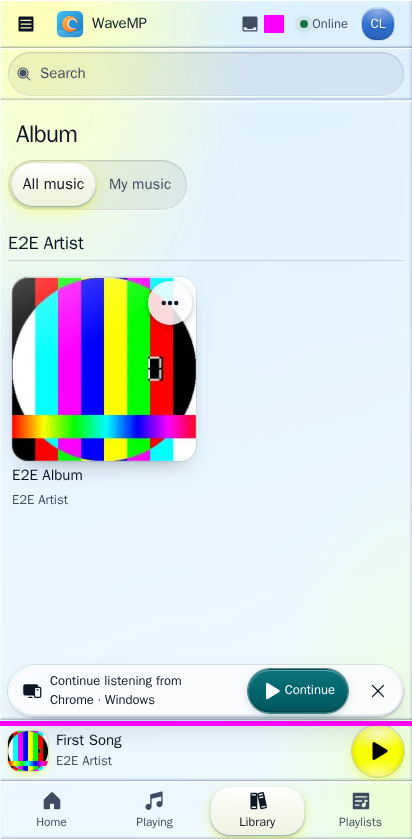 WaveMP
Online
CL
Search
Album
All music
My music
E2E Artist
E2E Album
E2E Artist
Continue listening from
Chrome · Windows
Continue
First Song
E2E Artist
Home
Playing
Library
Playlists